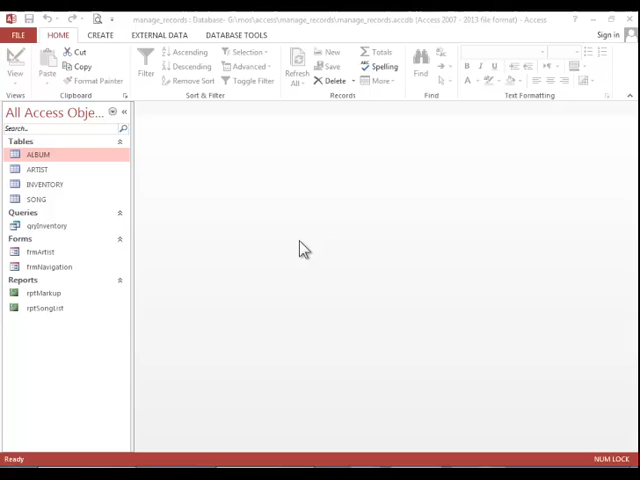 manage_records : Database- G:\mos\access\manage_records\manage_records.accdb (Access 2007 - 2013 file format) - Access
Sign in
FILE HOME CREATE EXTERNAL DATA DATABASE TOOLS
View
Views
Paste
Cut
Copy
Format Painter
Clipboard
Filter
Ascending
Descending
Remove Sort
Selection
Advanced
Toggle Filter
Sort & Filter
Refresh
All
New
Save
Delete
Totals
Spelling
More
Records
Find
Find
B I U
A
Text Formatting
All Access Obje...
Search..
Tables
ALBUM
ARTIST
INVENTORY
SONG
Queries
qryInventory
Forms
frmArtist
frmNavigation
Reports
rptMarkup
rptSongList
Ready
NUM LOCK